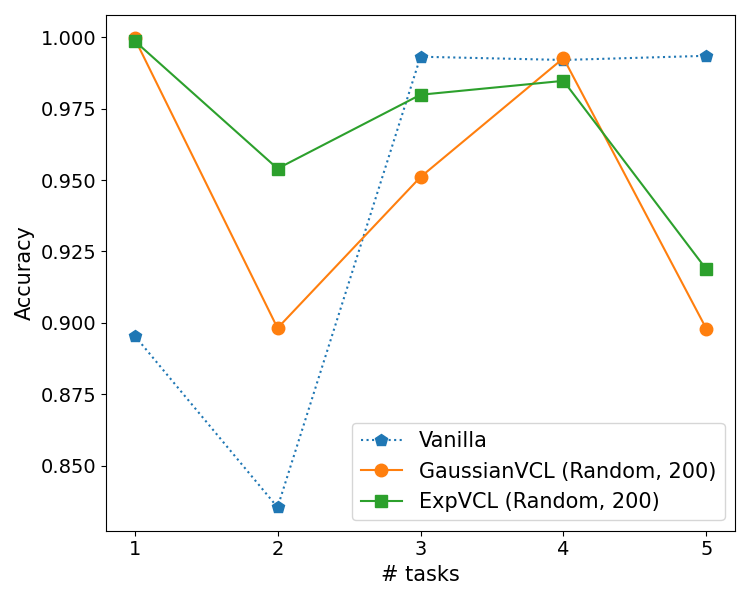 1.000
0.975
0.950
0.925
0.900
0.875
0.850
Accuracy
Vanilla
GaussianVCL (Random, 200)
ExpVCL (Random, 200)
1 2 3 4 5
# tasks